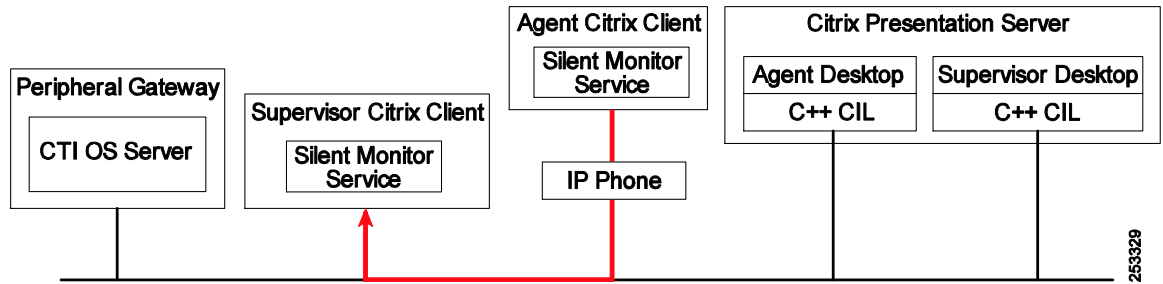 Peripheral Gateway
CTI OS Server
Supervisor Citrix Client
Silent Monitor
Service
Agent Citrix Client
Silent Monitor
Service
IP Phone
Citrix Presentation Server
Agent Desktop
C++ CIL
Supervisor Desktop
C++ CIL
253329